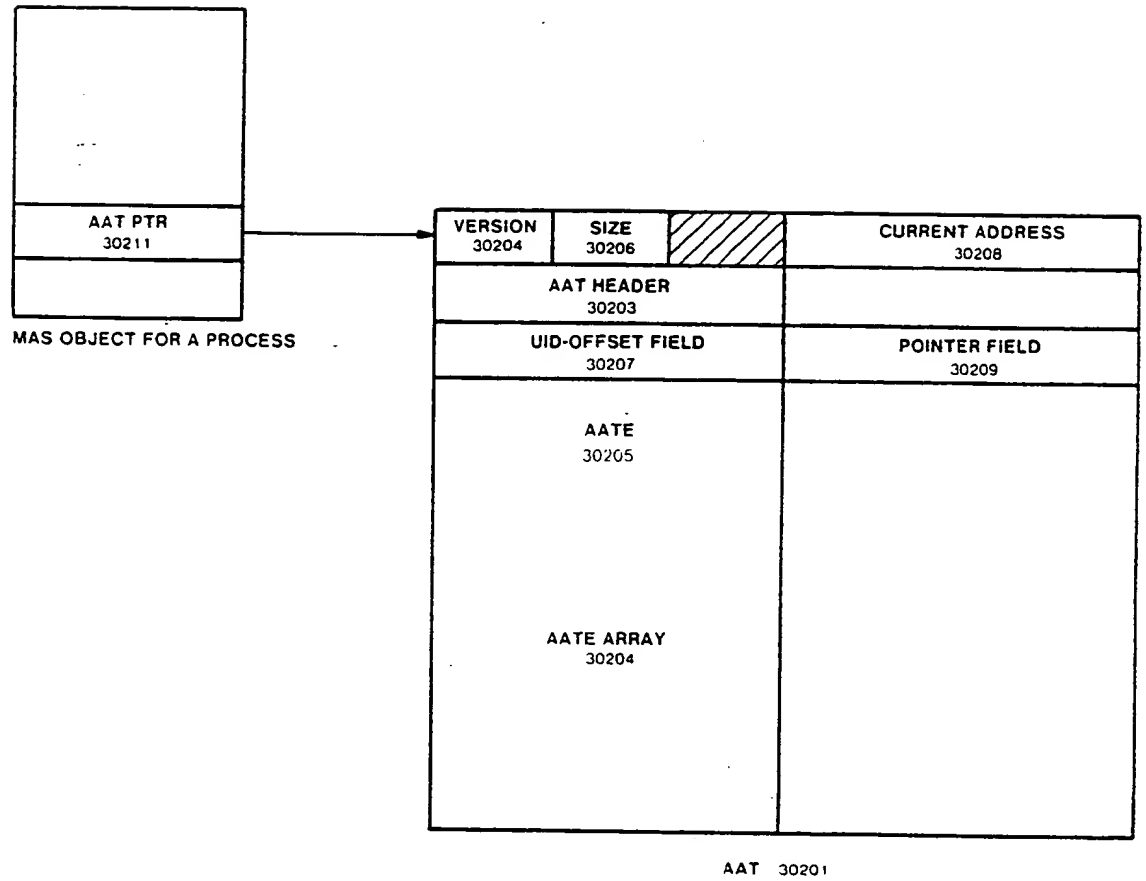 AAT PTR
30211
MAS OBJECT FOR A PROCESS
VERSION
30204
SIZE
30206
CURRENT ADDRESS
30208
AAT HEADER
30203
UID-OFFSET FIELD
30207
POINTER FIELD
30209
AATE
30205
AATE ARRAY
30204
AAT 30201